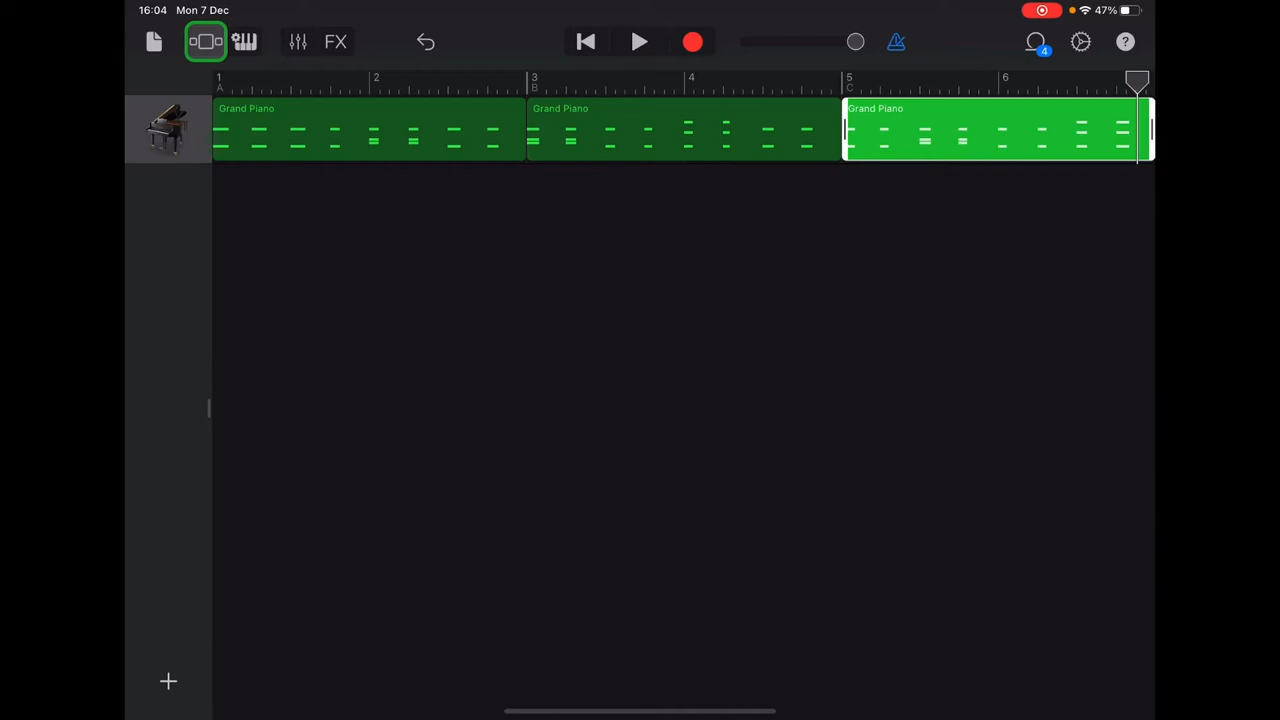 16:04 Mon 7 Dec
47%
FX
4
?
1 2 3 4 5 6
A B C
Grand Piano Grand Piano Grand Piano